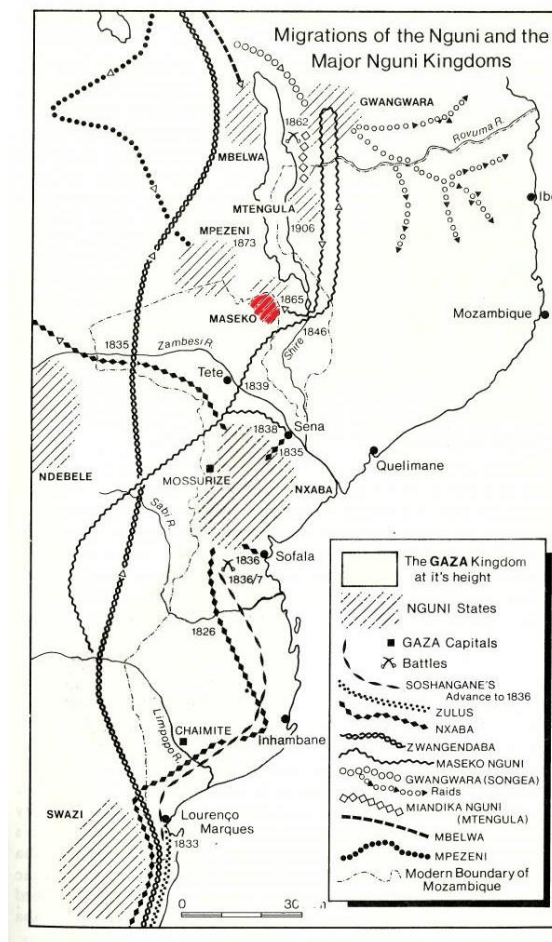 Migrations of the Nguni and the
Major Nguni Kingdoms
GWANGWARA
1862
Rovuma R.
MBELWA
MTENGULA
1906
MPEZENI
1873
1865
MASEKO
1846
Shire
Mozambique
1835
Zambesi R.
Tete
1839
1838
Sena
1835
Quelimane
NDEBELE
MOSSURIZE
NXABA
Sabi R.
1836
Sofala
1836/7
1826
Inhambane
Limpopo R.
CHAIMITE
SWAZI
Lourenço
Marques
1833
0
The GAZA Kingdom
at it's height
NGUNI States
GAZA Capitals
Battles
SOSHANGANE'S
Advance to 1836
ZULUS
NXABA
ZWANGENDABA
MASEKO NGUNI
GWANGWARA (SONGEA)
Raids
MIANDIKA NGUNI
(MTENGULA)
MBELWA
MPEZENI
Modern Boundary of
Mozambique